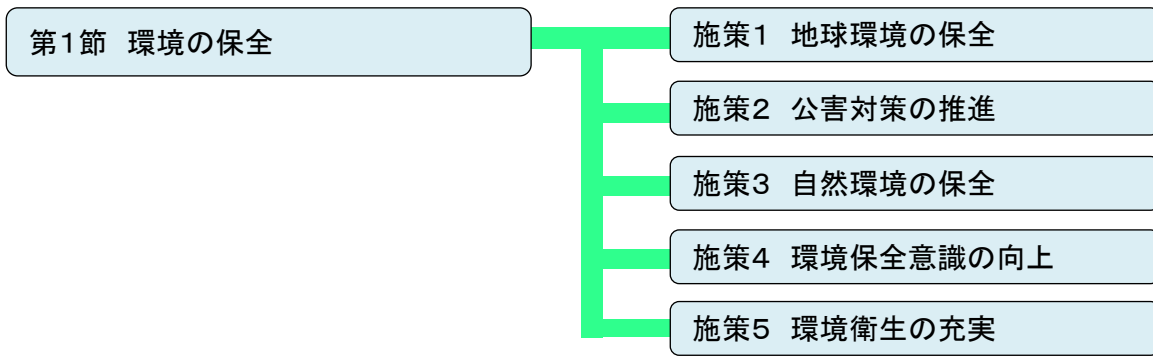 第1節 環境の保全
施策1 地球環境の保全
施策2 公害対策の推進
施策3 自然環境の保全
施策4 環境保全意識の向上
施策5 環境衛生の充実